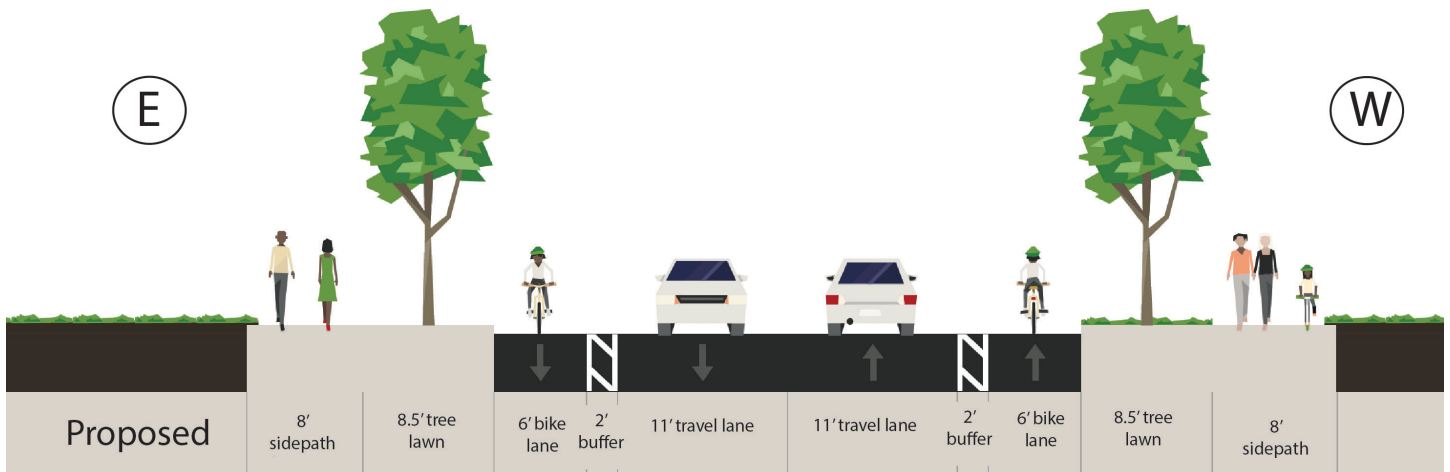 E
W
Proposed
8'
sidepath
8.5' tree
lawn
6' bike
lane
2'
buffer
11' travel lane
11' travel lane
2'
buffer
6' bike
lane
8.5' tree
lawn
8'
sidepath